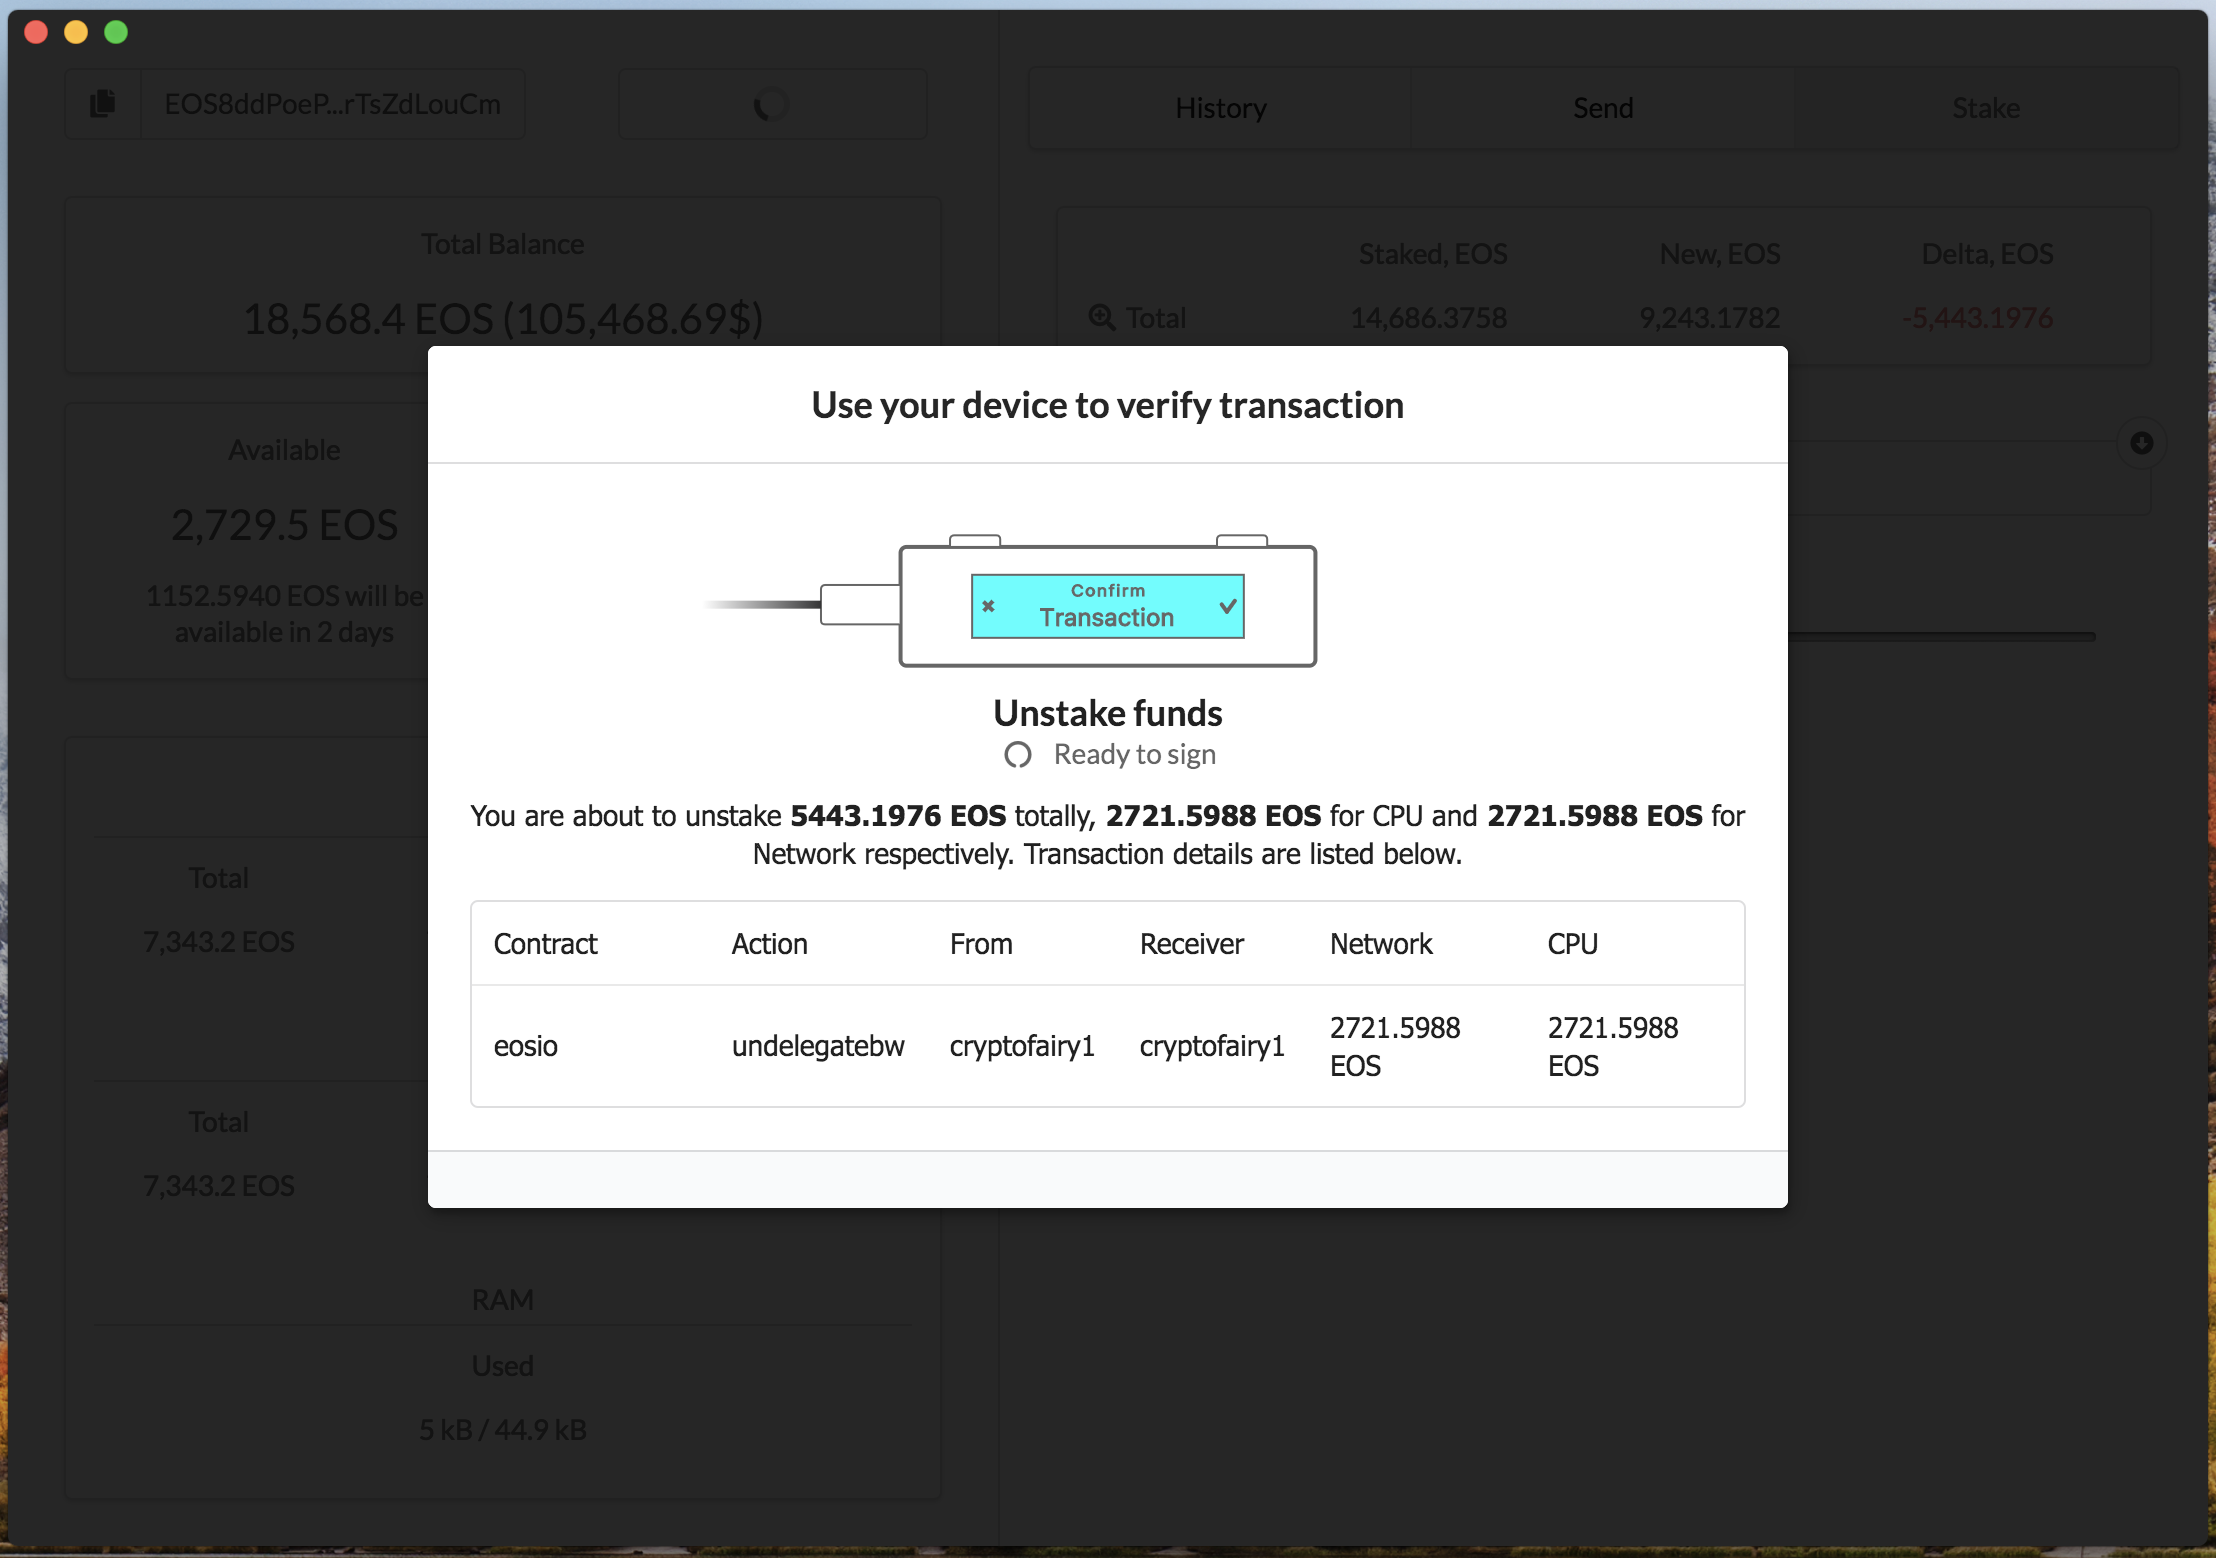 EOS8ddPoeP...rTsZdLouCm
History
Send
Stake
Total Balance
18,568.4 EOS (105,468.69$)
Staked, EOS
New, EOS
Delta, EOS
Total
14,686.3758
9,243.1782
-5,443.1976
Available
2,729.5 EOS
1152.5940 EOS will be
available in 2 days
Total
7,343.2 EOS
Total
7,343.2 EOS
RAM
Used
5 kB / 44.9 kB
Use your device to verify transaction
Confirm
Transaction
Unstake funds
Ready to sign
You are about to unstake 5443.1976 EOS totally, 2721.5988 EOS for CPU and 2721.5988 EOS for
Network respectively. Transaction details are listed below.
Contract
Action
From
Receiver
Network
CPU
eosio
undelegatebw
cryptofairy1
cryptofairy1
2721.5988
EOS
2721.5988
EOS